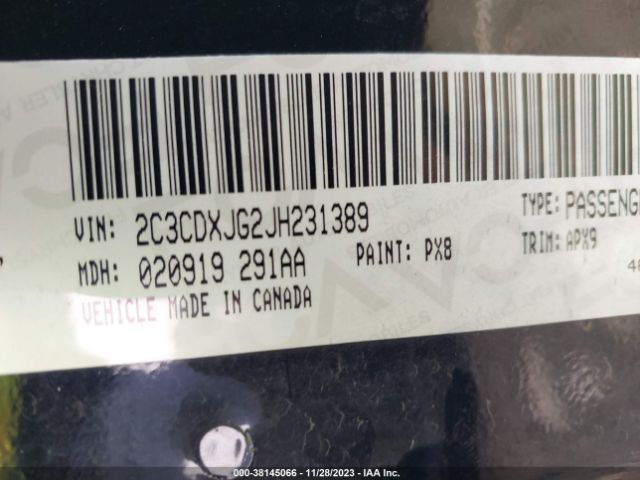 VIN: 2C3CDXJG2JH231389
TYPE: PASSENG
MDH: 020919 291AA
PAINT: PX8
TRIM: APX9
VEHICLE MADE IN CANADA
000-38145066 - 11/28/2023 - IAA Inc.